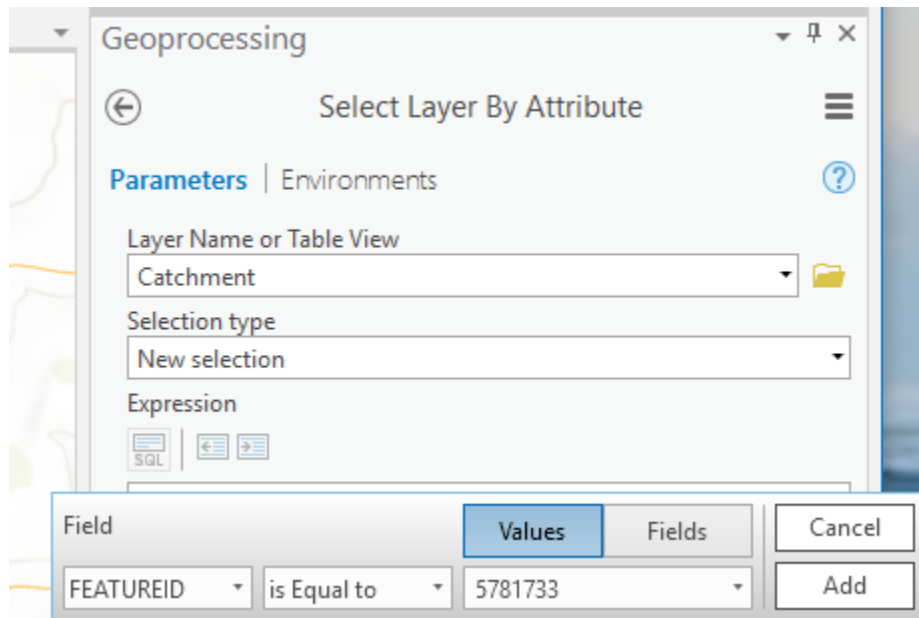 Geoprocessing
Select Layer By Attribute
Parameters | Environments
?
Layer Name or Table View
Catchment
Selection type
New selection
Expression
SQL
Field Values Fields Cancel
FEATUREID is Equal to 5781733 Add